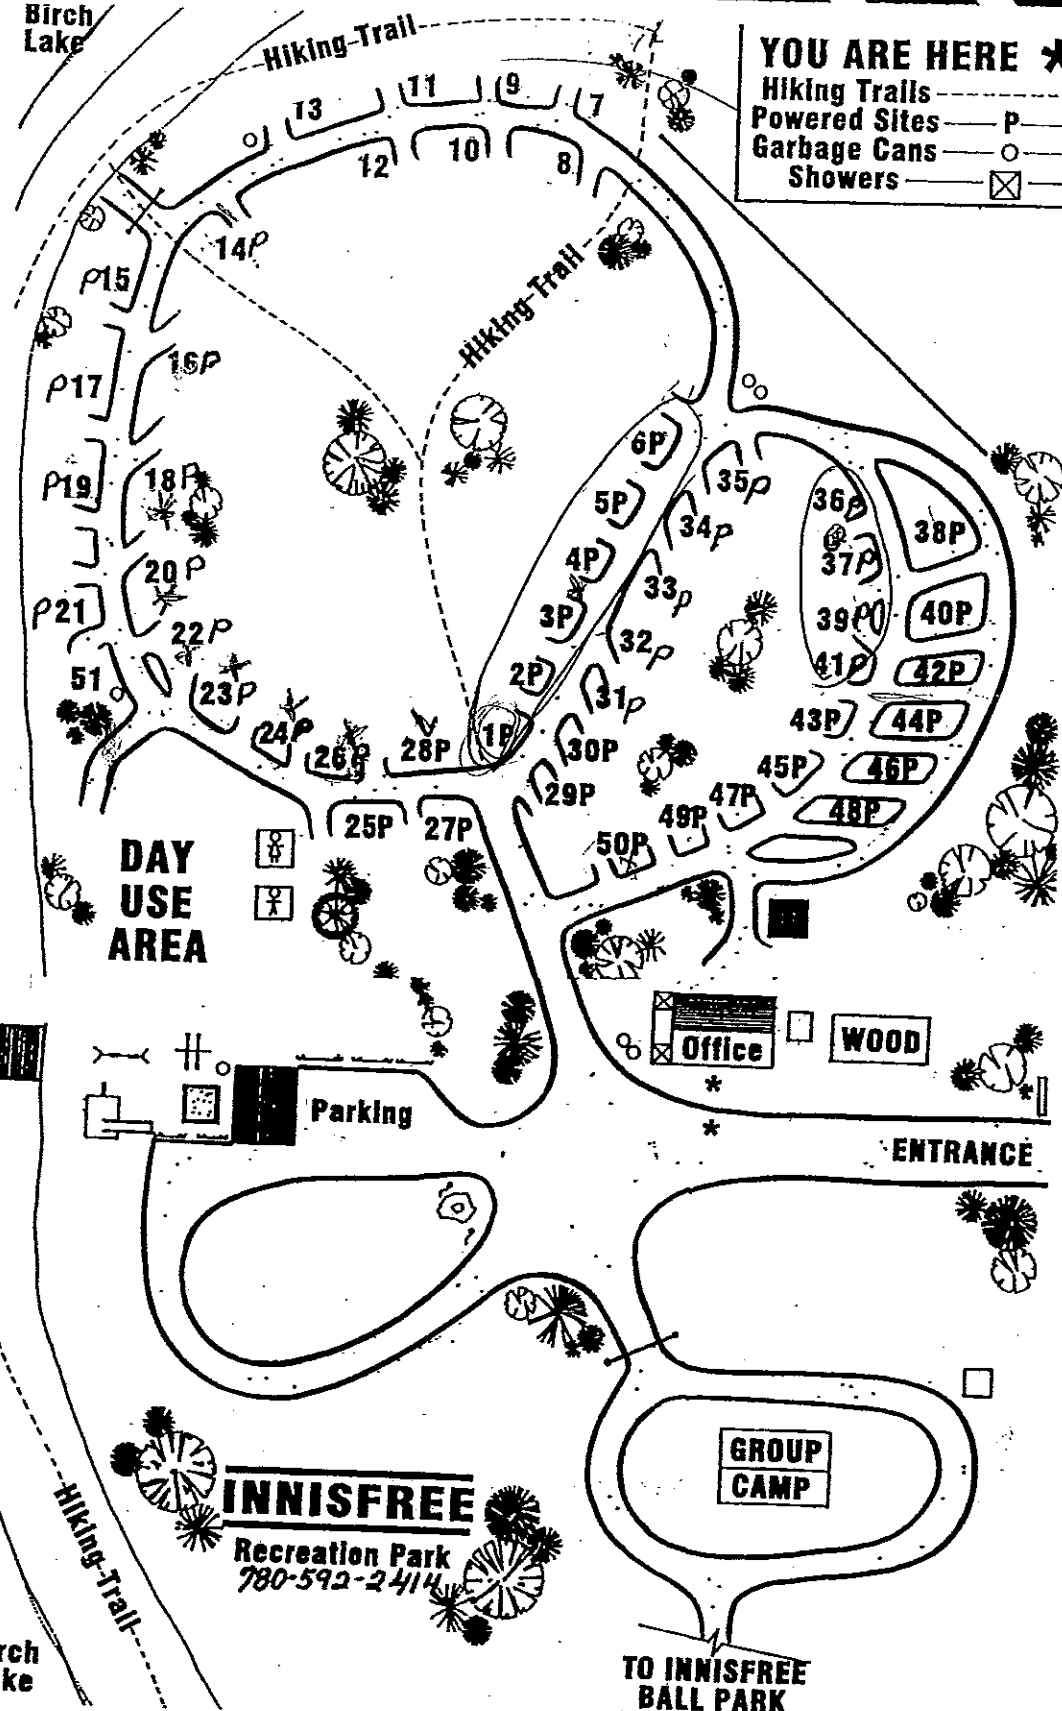 Birch
Lake
Hiking Trail
YOU ARE HERE *
Hiking Trails
Powered Sites P
Garbage Cans
Showers
13
11
9
7
12
10
8
14P
P15
16P
P17
Hiking Trail
6P
35P
36P
38P
P19
18P
5P
34P
4P
37P
20P
33P
P21
3P
39P
40P
22P
32P
51
23P
2P
31P
41P
42P
24P
26P
28P
1P
30P
43P
44P
45P
46P
29P
47P
48P
25P
27P
50P
49P
DAY
USE
AREA
Office
WOOD
*
*
Parking
ENTRANCE
GROUP
CAMP
INNISFREE
Recreation Park
780-592-2414
Hiking Trail
rch
ke
TO INNISFREE
BALL PARK